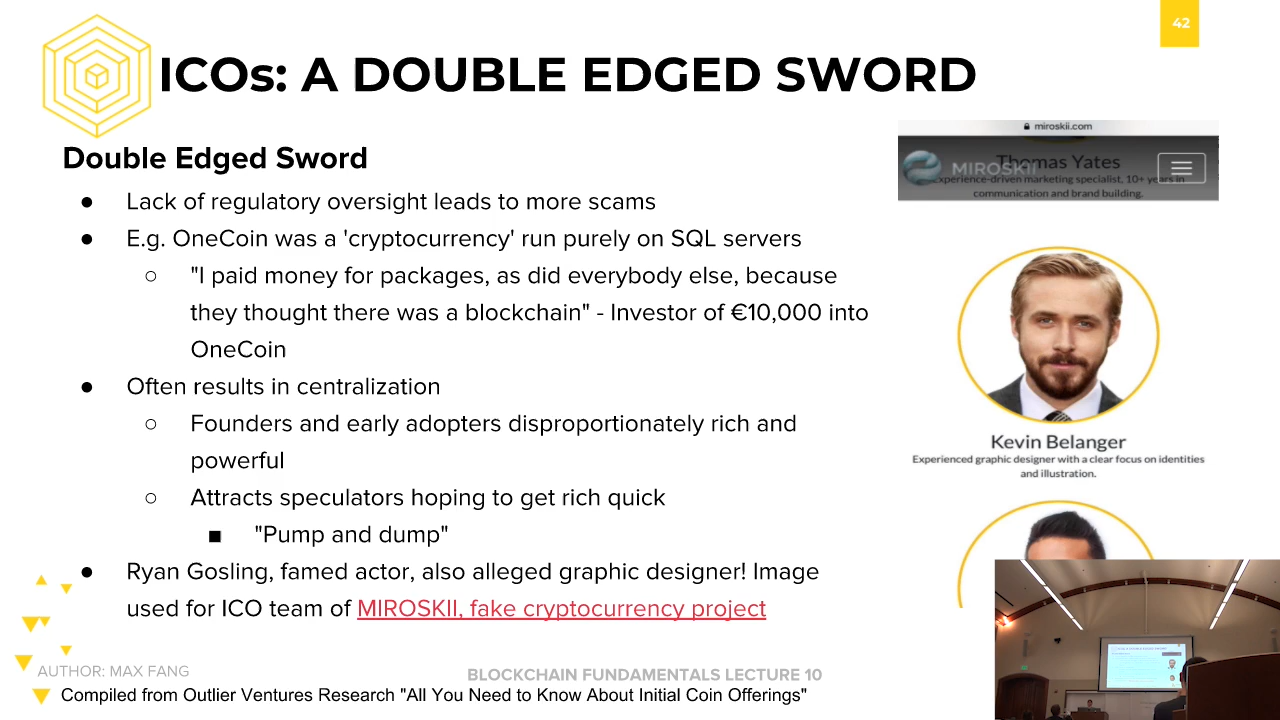 42
ICOs: A DOUBLE EDGED SWORD
Double Edged Sword
● Lack of regulatory oversight leads to more scams
● E.g. OneCoin was a 'cryptocurrency' run purely on SQL servers
○ "I paid money for packages, as did everybody else, because
they thought there was a blockchain" - Investor of €10,000 into
OneCoin
● Often results in centralization
○ Founders and early adopters disproportionately rich and
powerful
○ Attracts speculators hoping to get rich quick
■ "Pump and dump"
● Ryan Gosling, famed actor, also alleged graphic designer! Image
used for ICO team of MIROSKII, fake cryptocurrency project
miroskii.com
MIROSKII
Thomas Yates
Experience-driven marketing specialist, 10+ years in
communication and brand building.
Kevin Belanger
Experienced graphic designer with a clear focus on identities
and illustration.
AUTHOR: MAX FANG
BLOCKCHAIN FUNDAMENTALS LECTURE 10
Compiled from Outlier Ventures Research "All You Need to Know About Initial Coin Offerings"